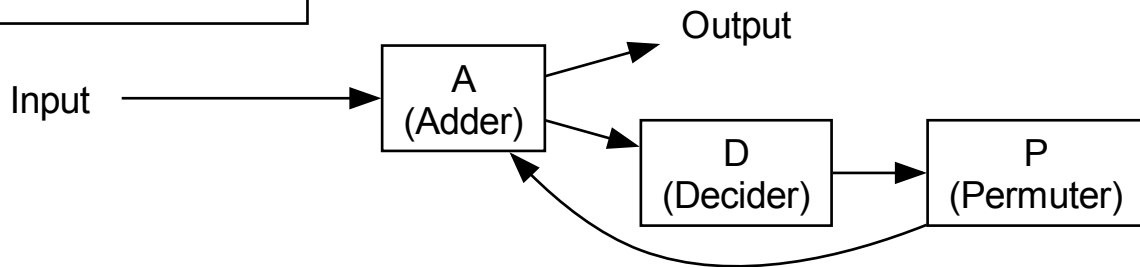 Output
Input
A
(Adder)
D
(Decider)
P
(Permuter)